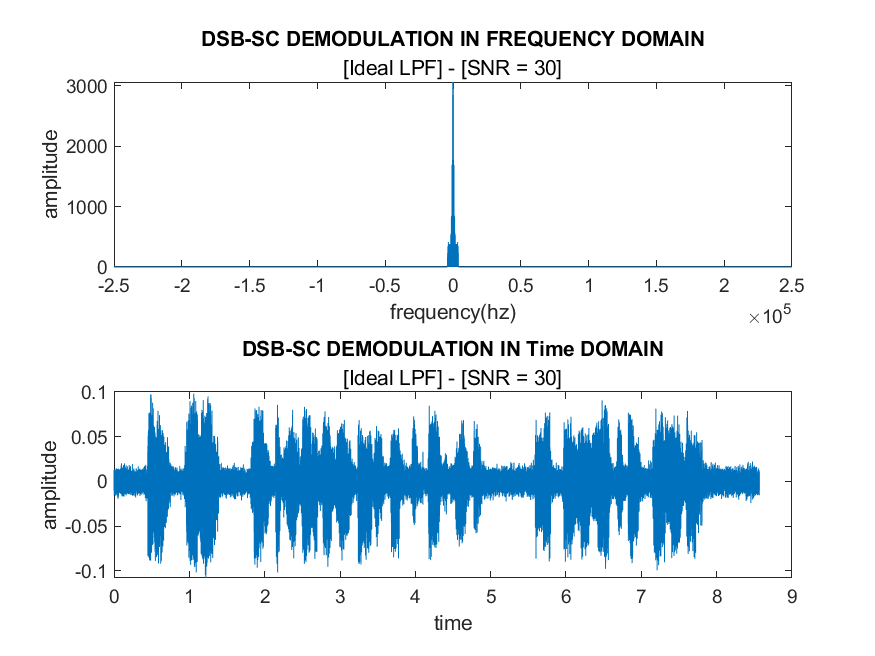 DSB-SC DEMODULATION IN FREQUENCY DOMAIN
[Ideal LPF] - [SNR = 30]
3000
2000
1000
0
amplitude
-2.5 -2 -1.5 -1 -0.5 0 0.5 1 1.5 2 2.5
frequency(hz)
×10^5
DSB-SC DEMODULATION IN Time DOMAIN
[Ideal LPF] - [SNR = 30]
0.1
0.05
0
-0.05
-0.1
amplitude
0 1 2 3 4 5 6 7 8 9
time